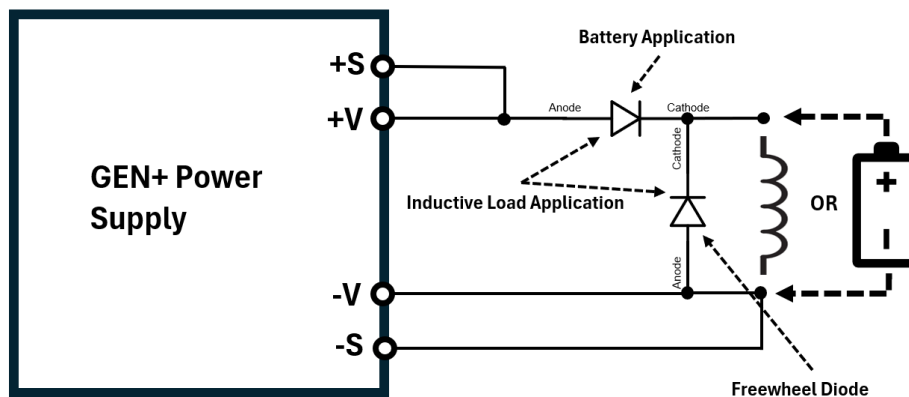 Battery Application
+S
+V
Anode
Cathode
Cathode
GEN+ Power
Supply
Inductive Load Application
OR
+
-
Anode
-V
-S
Freewheel Diode